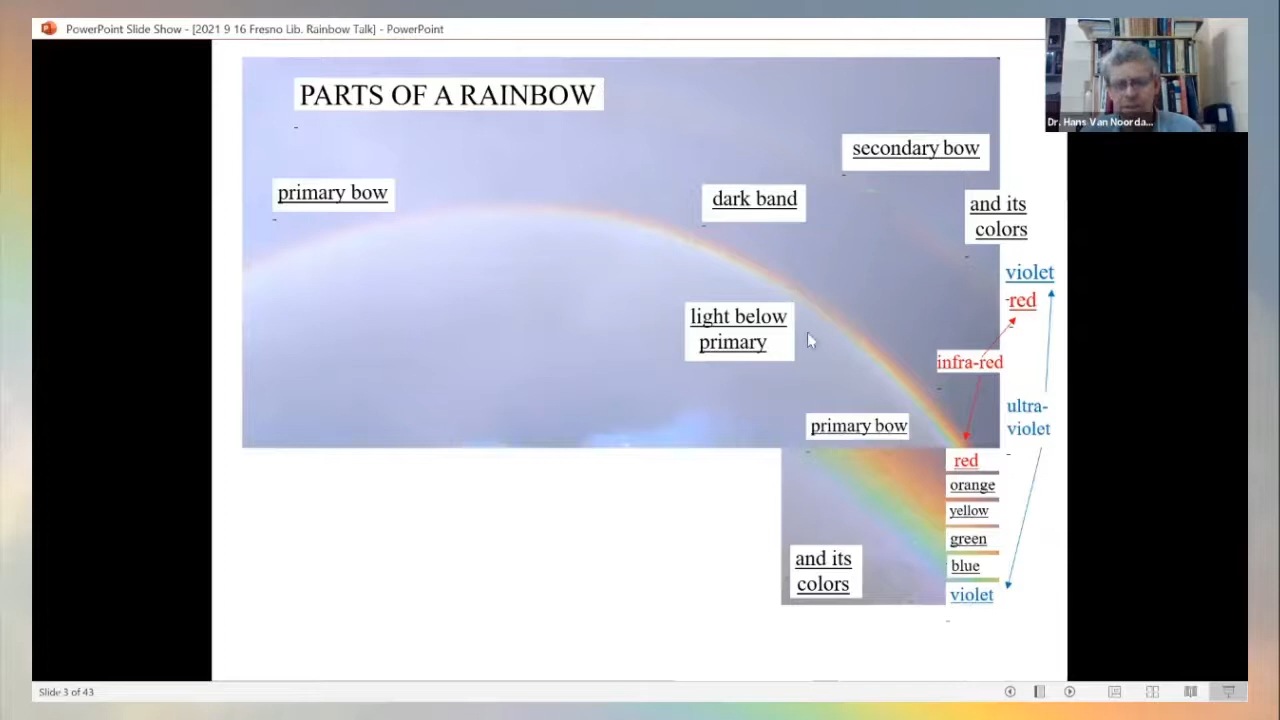 PowerPoint Slide Show - [2021 9 16 Fresno Lib. Rainbow Talk] - PowerPoint
Dr. Hans Van Noorda...
PARTS OF A RAINBOW
secondary bow
primary bow
dark band
and its
colors
violet
red
light below
primary
infra-red
ultra-
violet
primary bow
red
orange
yellow
green
blue
violet
and its
colors
Slide 3 of 43